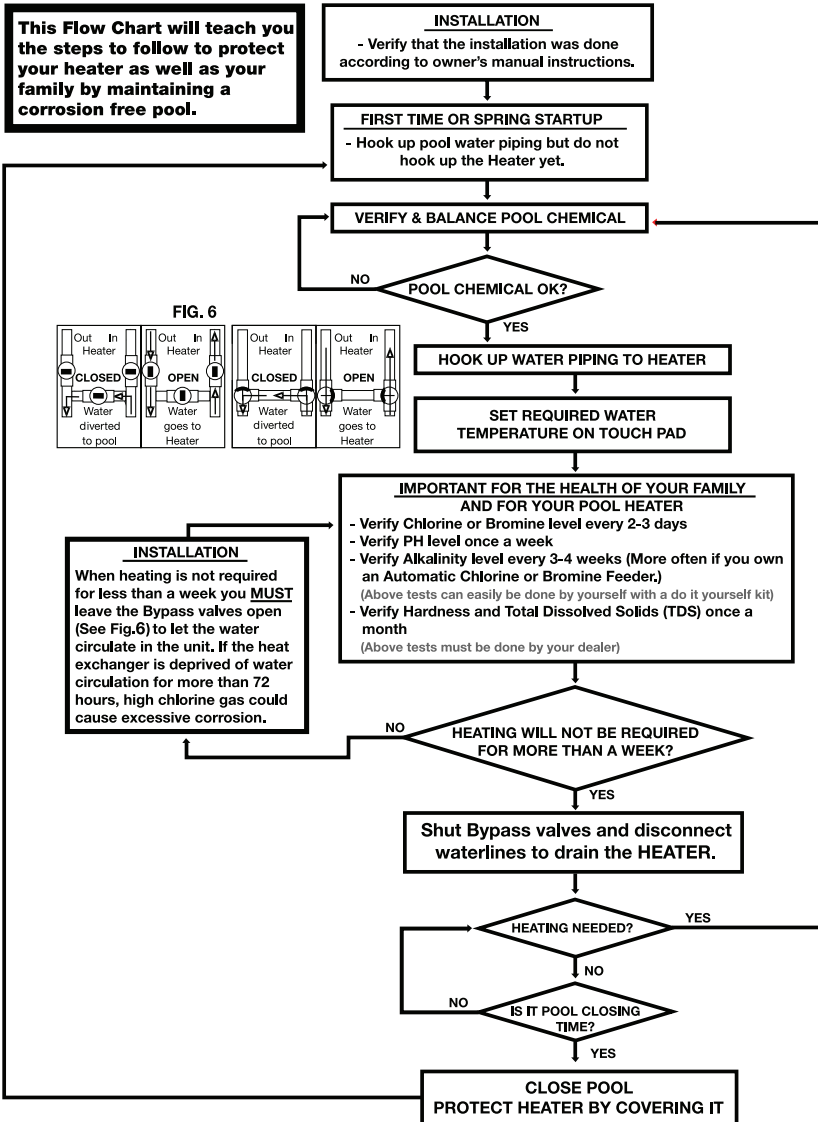 This Flow Chart will teach you
the steps to follow to protect
your heater as well as your
family by maintaining a
corrosion free pool.
INSTALLATION
- Verify that the installation was done
according to owner's manual instructions.
FIRST TIME OR SPRING STARTUP
- Hook up pool water piping but do not
hook up the Heater yet.
VERIFY & BALANCE POOL CHEMICAL
NO
POOL CHEMICAL OK?
YES
FIG. 6
Out In
Heater
CLOSED
Water
diverted
to pool
Out In
Heater
OPEN
Water
goes to
Heater
Out In
Heater
CLOSED
Water
diverted
to pool
Out In
Heater
OPEN
Water
goes to
Heater
HOOK UP WATER PIPING TO HEATER
SET REQUIRED WATER
TEMPERATURE ON TOUCH PAD
IMPORTANT FOR THE HEALTH OF YOUR FAMILY
AND FOR YOUR POOL HEATER
- Verify Chlorine or Bromine level every 2-3 days
- Verify PH level once a week
- Verify Alkalinity level every 3-4 weeks (More often if you own
an Automatic Chlorine or Bromine Feeder.)
(Above tests can easily be done by yourself with a do it yourself kit)
- Verify Hardness and Total Dissolved Solids (TDS) once a
month
(Above tests must be done by your dealer)
INSTALLATION
When heating is not required
for less than a week you MUST
leave the Bypass valves open
(See Fig.6) to let the water
circulate in the unit. If the heat
exchanger is deprived of water
circulation for more than 72
hours, high chlorine gas could
cause excessive corrosion.
NO
HEATING WILL NOT BE REQUIRED
FOR MORE THAN A WEEK?
YES
Shut Bypass valves and disconnect
waterlines to drain the HEATER.
HEATING NEEDED?
YES
NO
NO
IS IT POOL CLOSING
TIME?
YES
CLOSE POOL
PROTECT HEATER BY COVERING IT